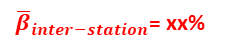 β̅inter−station= xx%